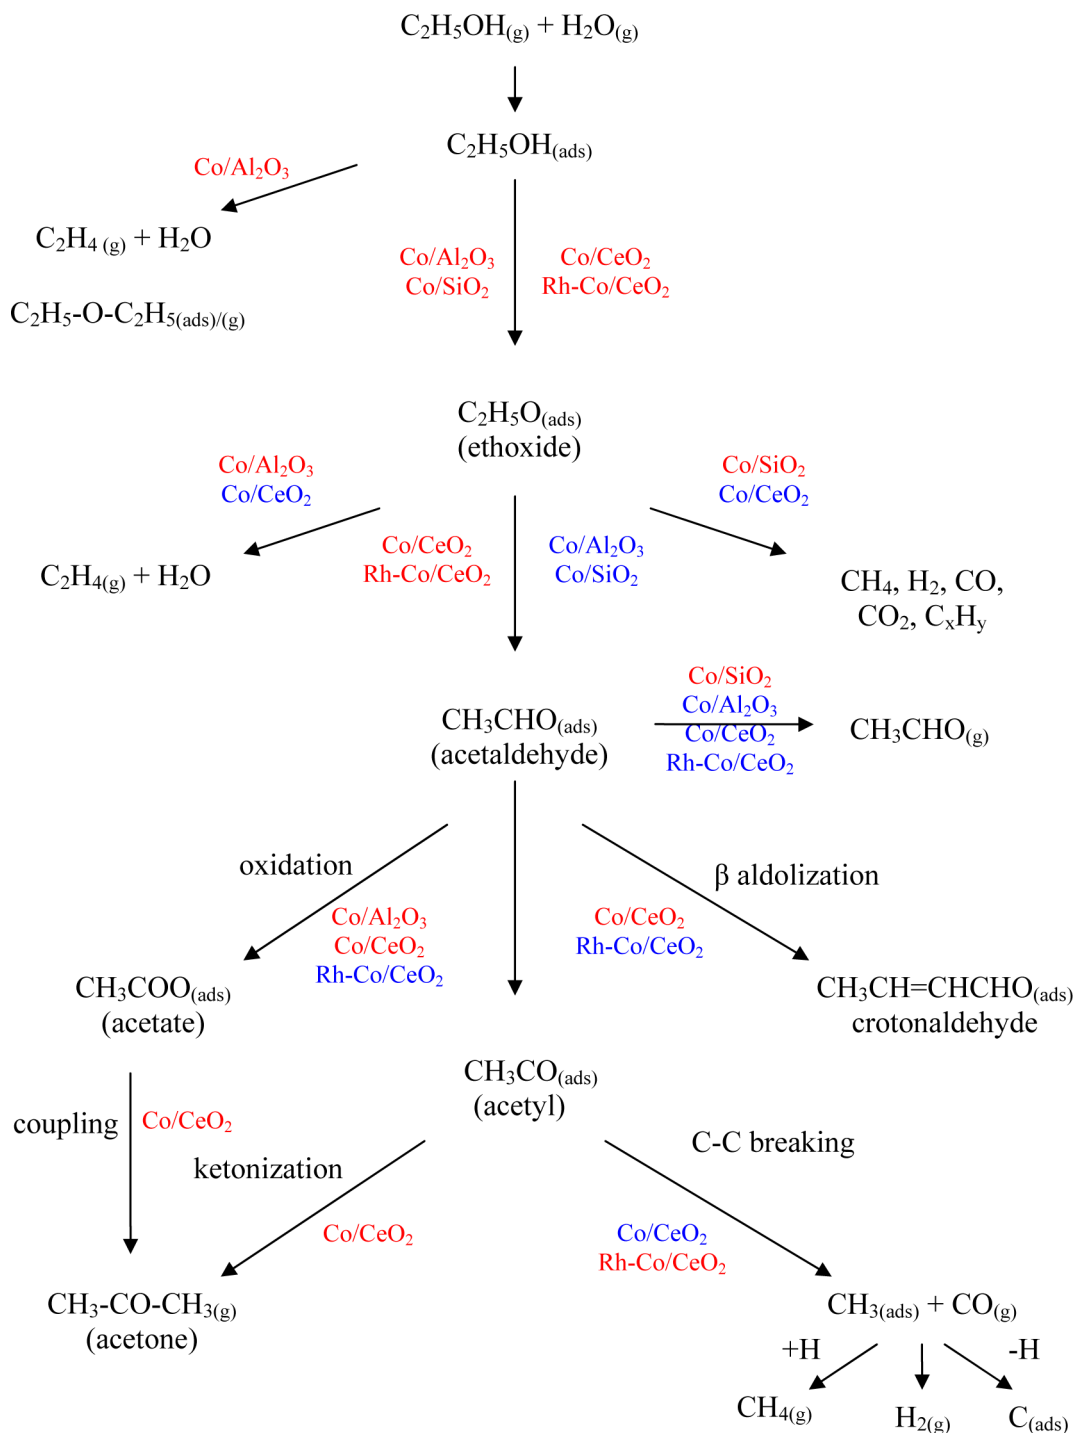 C₂H₅OH(g) + H₂O(g)
C₂H₅OH(ads)
Co/Al₂O₃
C₂H₄ (g) + H₂O
C₂H₅-O-C₂H₅(ads)/(g)
Co/Al₂O₃
Co/SiO₂
Co/CeO₂
Rh-Co/CeO₂
C₂H₅O(ads)
(ethoxide)
Co/Al₂O₃
Co/CeO₂
Co/SiO₂
Co/CeO₂
Co/CeO₂
Rh-Co/CeO₂
Co/Al₂O₃
Co/SiO₂
C₂H₄(g) + H₂O
CH₄, H₂, CO,
CO₂, CₓHᵧ
Co/SiO₂
Co/Al₂O₃
Co/CeO₂
Rh-Co/CeO₂
CH₃CHO(ads)
(acetaldehyde)
CH₃CHO(g)
oxidation
β aldolization
Co/Al₂O₃
Co/CeO₂
Rh-Co/CeO₂
Co/CeO₂
Rh-Co/CeO₂
CH₃COO(ads)
(acetate)
CH₃CH=CHCHO(ads)
crotonaldehyde
CH₃CO(ads)
(acetyl)
coupling
Co/CeO₂
ketonization
C-C breaking
Co/CeO₂
Co/CeO₂
Rh-Co/CeO₂
CH₃-CO-CH₃(g)
(acetone)
CH₃(ads) + CO(g)
+H
-H
CH₄(g)
H₂(g)
C(ads)